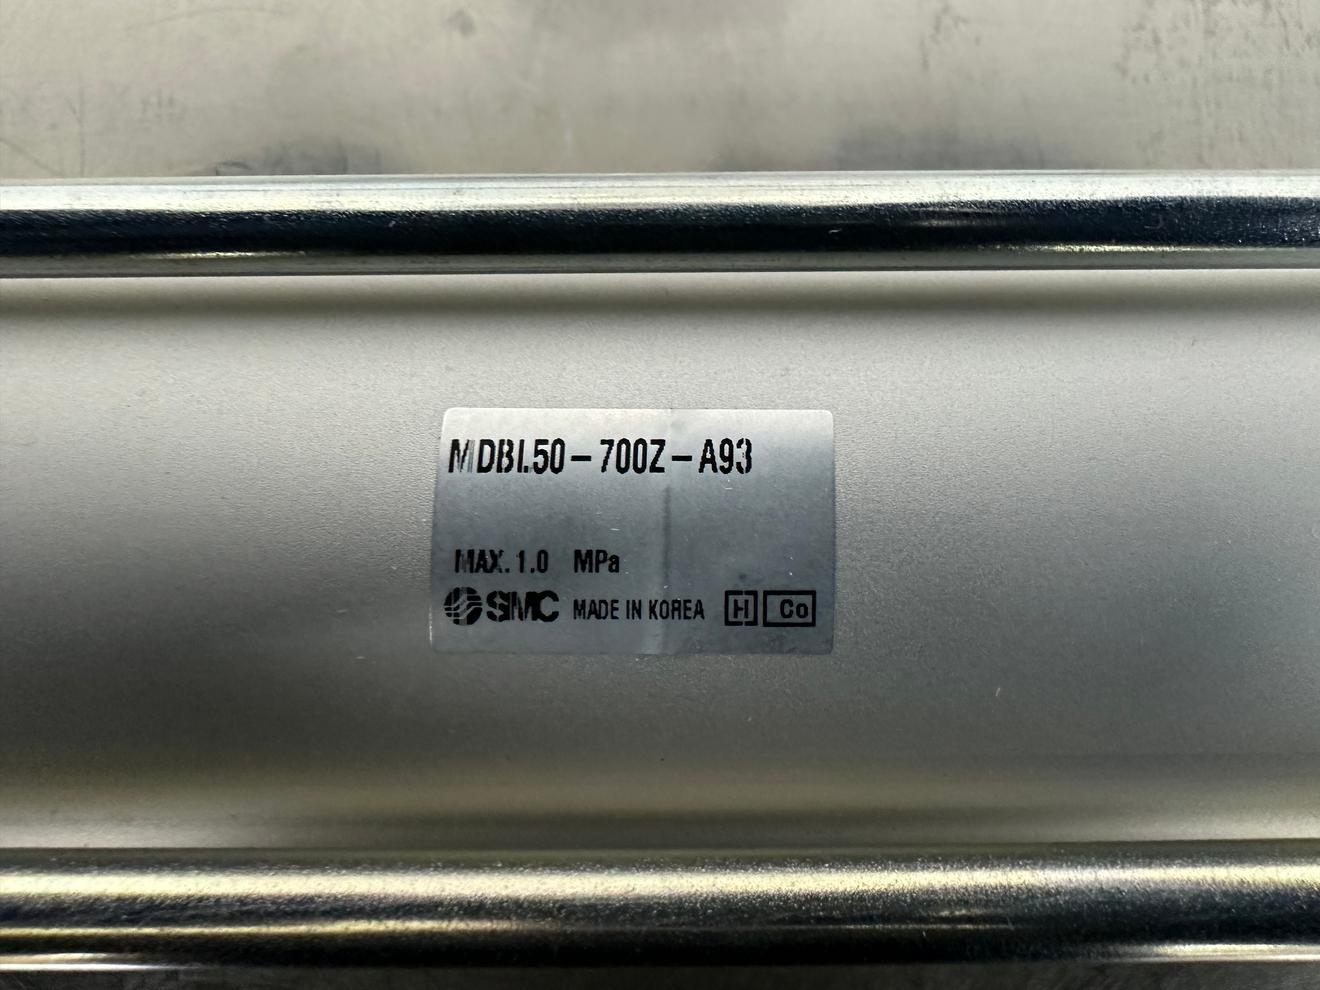 MDBL50-700Z-A93
MAX.1.0 MPa
SMC MADE IN KOREA H Co